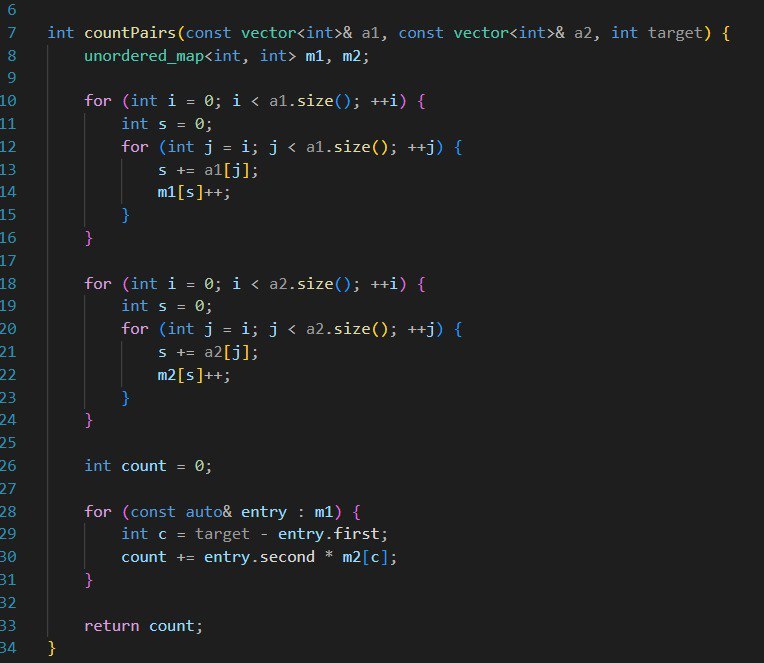 6
7 int countPairs(const vector<int>& a1, const vector<int>& a2, int target) {
8     unordered_map<int, int> m1, m2;
9
10     for (int i = 0; i < a1.size(); ++i) {
11         int s = 0;
12         for (int j = i; j < a1.size(); ++j) {
13             s += a1[j];
14             m1[s]++;
15         }
16     }
17
18     for (int i = 0; i < a2.size(); ++i) {
19         int s = 0;
20         for (int j = i; j < a2.size(); ++j) {
21             s += a2[j];
22             m2[s]++;
23         }
24     }
25
26     int count = 0;
27
28     for (const auto& entry : m1) {
29         int c = target - entry.first;
30         count += entry.second * m2[c];
31     }
32
33     return count;
34 }